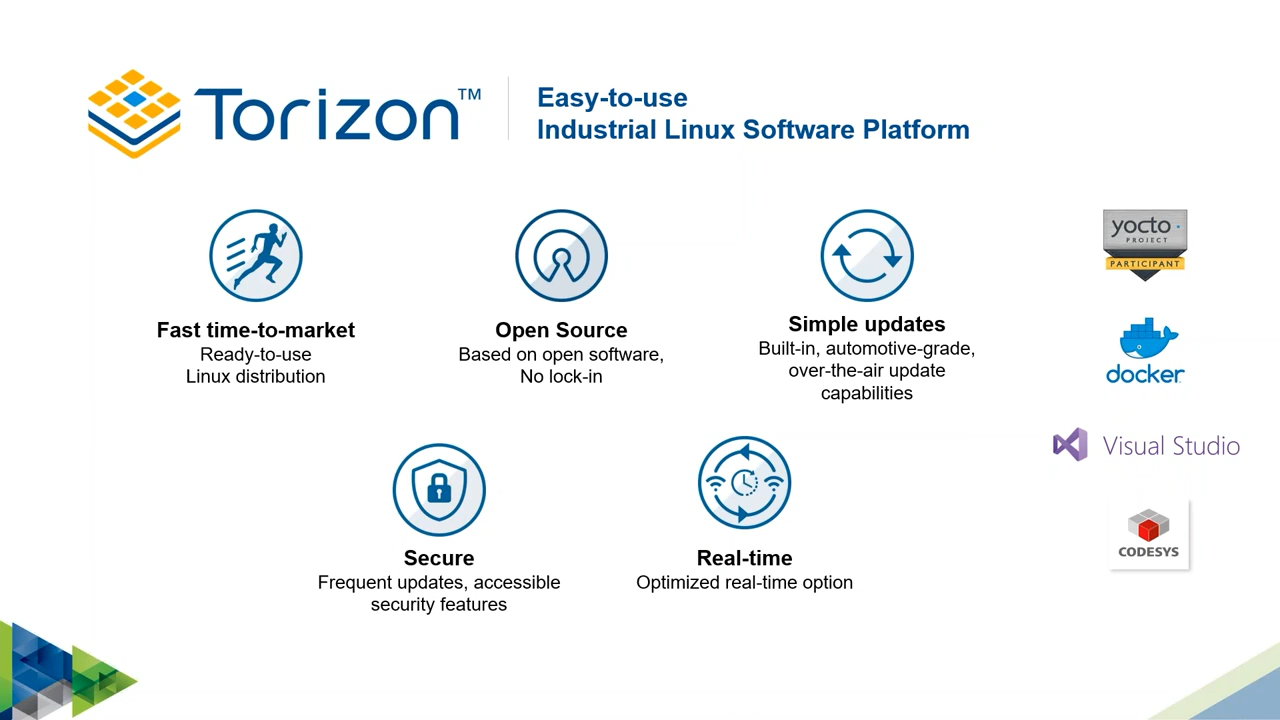 Torizon™
Easy-to-use
Industrial Linux Software Platform
Fast time-to-market
Ready-to-use
Linux distribution
Open Source
Based on open software,
No lock-in
Simple updates
Built-in, automotive-grade,
over-the-air update
capabilities
Secure
Frequent updates, accessible
security features
Real-time
Optimized real-time option
yocto
PROJECT
PARTICIPANT
docker
Visual Studio
CODESYS